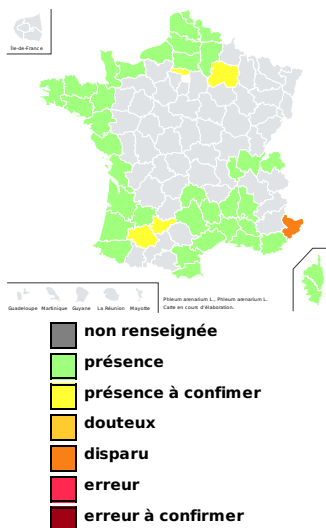 Île-de-France
Guadeloupe Martinique Guyane La Réunion Mayotte
Phleum arenarium L., Phleum arenarium L.
Carte en cours d'élaboration.
non renseignée
présence
présence à confimer
douteux
disparu
erreur
erreur à confirmer